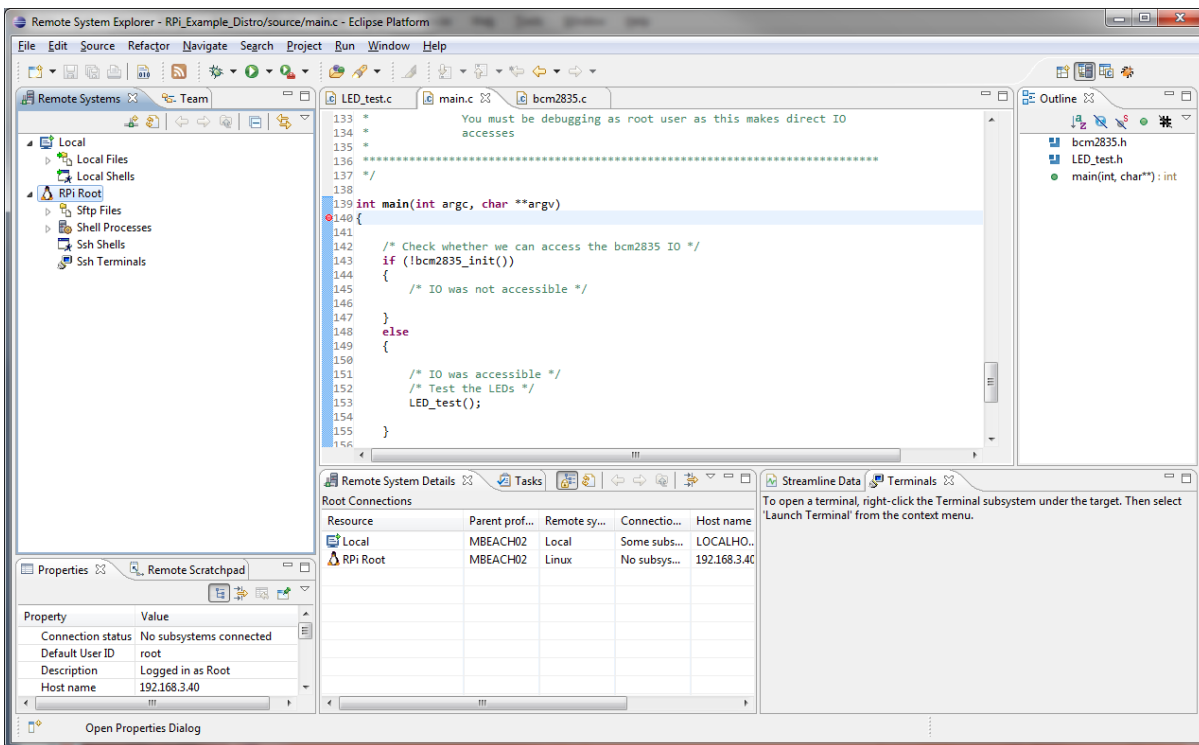 Remote System Explorer - RPi_Example_Distro/source/main.c - Eclipse Platform
File Edit Source Refactor Navigate Search Project Run Window Help
Remote Systems Team
Local
Local Files
Local Shells
RPi Root
Sftp Files
Shell Processes
Ssh Shells
Ssh Terminals
LED_test.c main.c bcm2835.c
133 * You must be debugging as root user as this makes direct IO
134 * accesses
135 *
136 ******************************************************************************
137 */
138
139 int main(int argc, char **argv)
140 {
141
142 /* Check whether we can access the bcm2835 IO */
143 if (!bcm2835_init())
144 {
145 /* IO was not accessible */
146
147 }
148 else
149 {
150
151 /* IO was accessible */
152 /* Test the LEDs */
153 LED_test();
154
155 }
156
Outline
bcm2835.h
LED_test.h
main(int, char**) : int
Properties Remote Scratchpad
Property Value
Connection status No subsystems connected
Default User ID root
Description Logged in as Root
Host name 192.168.3.40
Remote System Details Tasks
Root Connections
Resource Parent prof... Remote sy... Connectio... Host name
Local MBEACH02 Local Some subs... LOCALHO...
RPi Root MBEACH02 Linux No subsys... 192.168.3.40
Streamline Data Terminals
To open a terminal, right-click the Terminal subsystem under the target. Then select
'Launch Terminal' from the context menu.
Open Properties Dialog